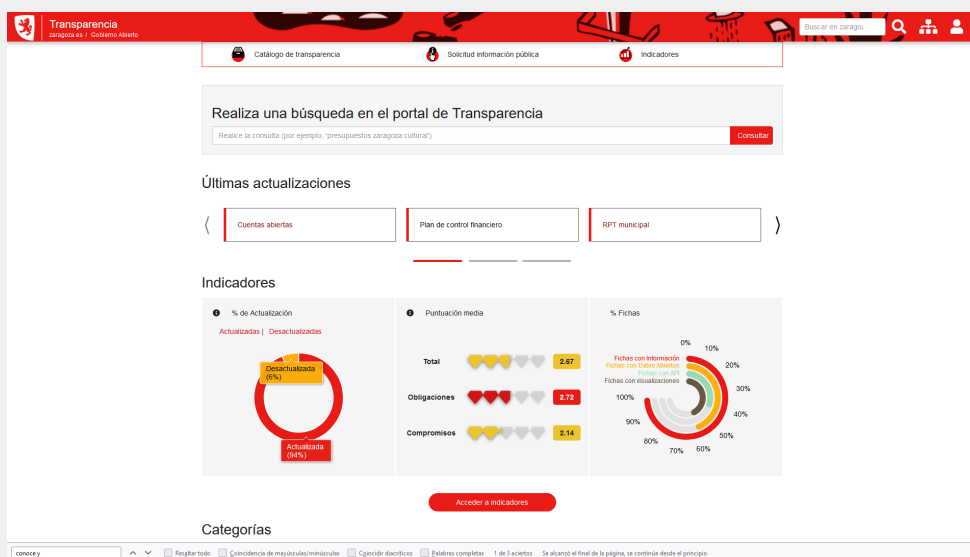 Transparencia
zaragoza.es / Gobierno Abierto
Buscar en zaragoz
Catálogo de transparencia
Solicitud información pública
Indicadores
Realiza una búsqueda en el portal de Transparencia
Realice la consulta (por ejemplo, 'presupuestos zaragoza cultural')
Consultar
Últimas actualizaciones
Cuentas abiertas
Plan de control financiero
RPT municipal
Indicadores
% de Actualización
Actualizadas | Desactualizadas
Desactualizada
(6%)
Actualizada
(94%)
Puntuación media
Total 2.67
Obligaciones 2.72
Compromisos 2.14
% Fichas
Fichas con Información
Fichas con Datos Abiertos
Fichas con API
Fichas con visualizaciones
0%
10%
20%
30%
40%
50%
60%
70%
80%
90%
100%
Acceder a indicadores
Categorías
conoce y
Resaltar todo
Coincidencia de mayúsculas/minúsculas
Coincidir diacríticos
Palabras completas
1 de 3 aciertos
Se alcanzó el final de la página, se continúa desde el principio